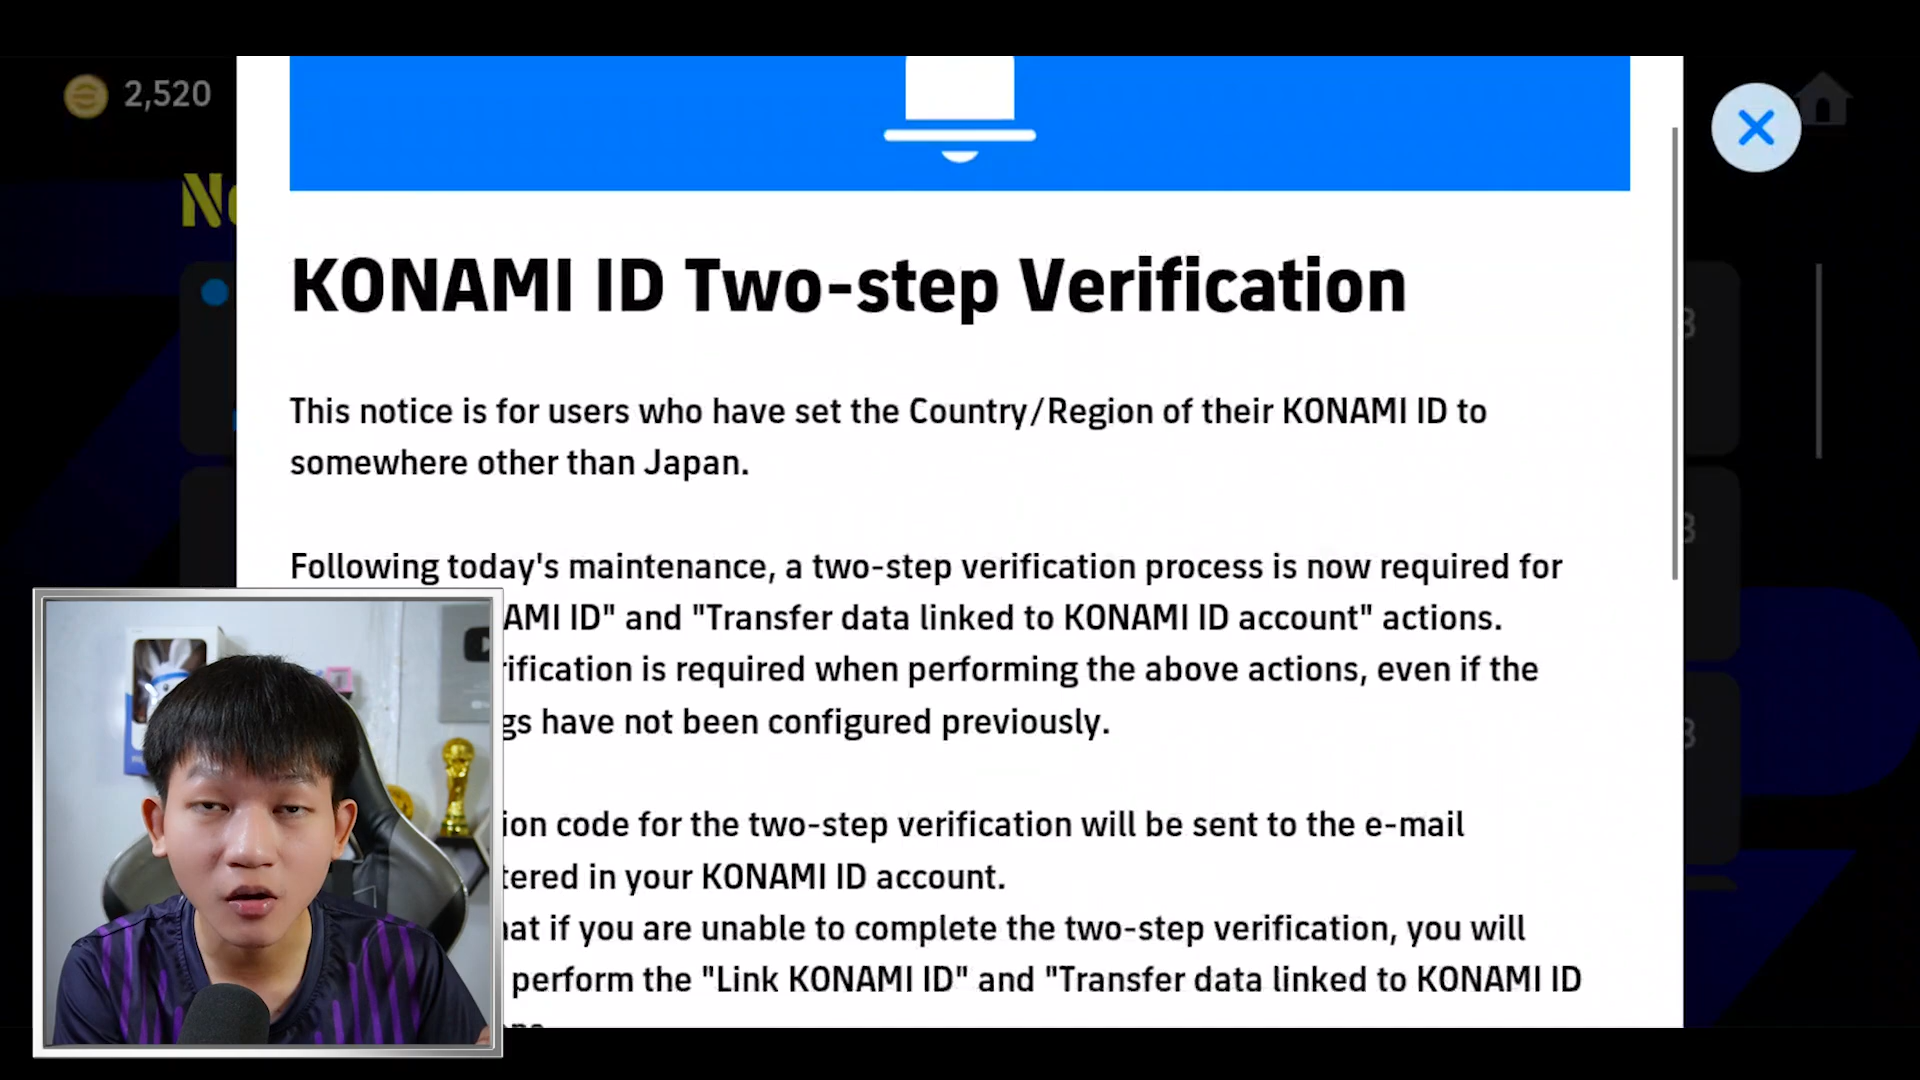 2,520
KONAMI ID Two-step Verification
This notice is for users who have set the Country/Region of their KONAMI ID to
somewhere other than Japan.
Following today's maintenance, a two-step verification process is now required for
AMI ID" and "Transfer data linked to KONAMI ID account" actions.
rification is required when performing the above actions, even if the
gs have not been configured previously.
ion code for the two-step verification will be sent to the e-mail
tered in your KONAMI ID account.
at if you are unable to complete the two-step verification, you will
perform the "Link KONAMI ID" and "Transfer data linked to KONAMI ID